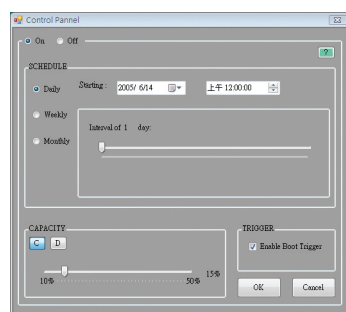 Control Pannel
On Off
?
SCHEDULE
Daily Starting : 2005/ 6/14 上午 12:00:00
Weekly
Interval of 1 day:
Monthly
CAPACITY
C D
10% 50% 15%
TRIGGER
Enable Boot Trigger
OK Cancel